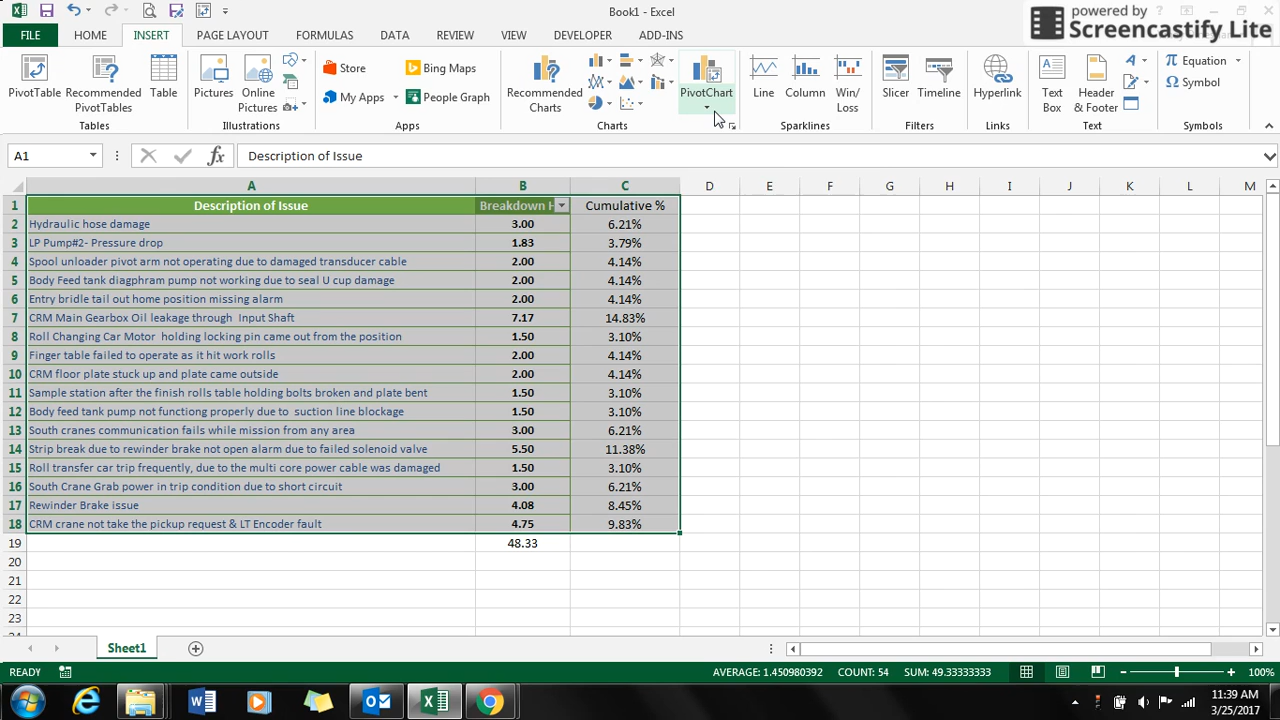 Book1 - Excel
powered by
Screencastify Lite
FILE HOME INSERT PAGE LAYOUT FORMULAS DATA REVIEW VIEW DEVELOPER ADD-INS
PivotTable Recommended PivotTables Table Pictures Online Pictures Store My Apps Bing Maps People Graph Recommended Charts PivotChart Line Column Win/Loss Slicer Timeline Hyperlink Text Box Header & Footer Equation Symbol
Tables Illustrations Apps Charts Sparklines Filters Links Text Symbols
A1 fx Description of Issue
A B C D E F G H I J K L M
1 Description of Issue Breakdown H Cumulative %
2 Hydraulic hose damage 3.00 6.21%
3 LP Pump#2- Pressure drop 1.83 3.79%
4 Spool unloader pivot arm not operating due to damaged transducer cable 2.00 4.14%
5 Body Feed tank diagphram pump not working due to seal U cup damage 2.00 4.14%
6 Entry bridle tail out home position missing alarm 2.00 4.14%
7 CRM Main Gearbox Oil leakage through Input Shaft 7.17 14.83%
8 Roll Changing Car Motor holding locking pin came out from the position 1.50 3.10%
9 Finger table failed to operate as it hit work rolls 2.00 4.14%
10 CRM floor plate stuck up and plate came outside 2.00 4.14%
11 Sample station after the finish rolls table holding bolts broken and plate bent 1.50 3.10%
12 Body feed tank pump not functiong properly due to suction line blockage 1.50 3.10%
13 South cranes communication fails while mission from any area 3.00 6.21%
14 Strip break due to rewinder brake not open alarm due to failed solenoid valve 5.50 11.38%
15 Roll transfer car trip frequently, due to the multi core power cable was damaged 1.50 3.10%
16 South Crane Grab power in trip condition due to short circuit 3.00 6.21%
17 Rewinder Brake issue 4.08 8.45%
18 CRM crane not take the pickup request & LT Encoder fault 4.75 9.83%
19 48.33
20
21
22
23
Sheet1
READY AVERAGE: 1.450980392 COUNT: 54 SUM: 49.33333333 100%
11:39 AM
3/25/2017